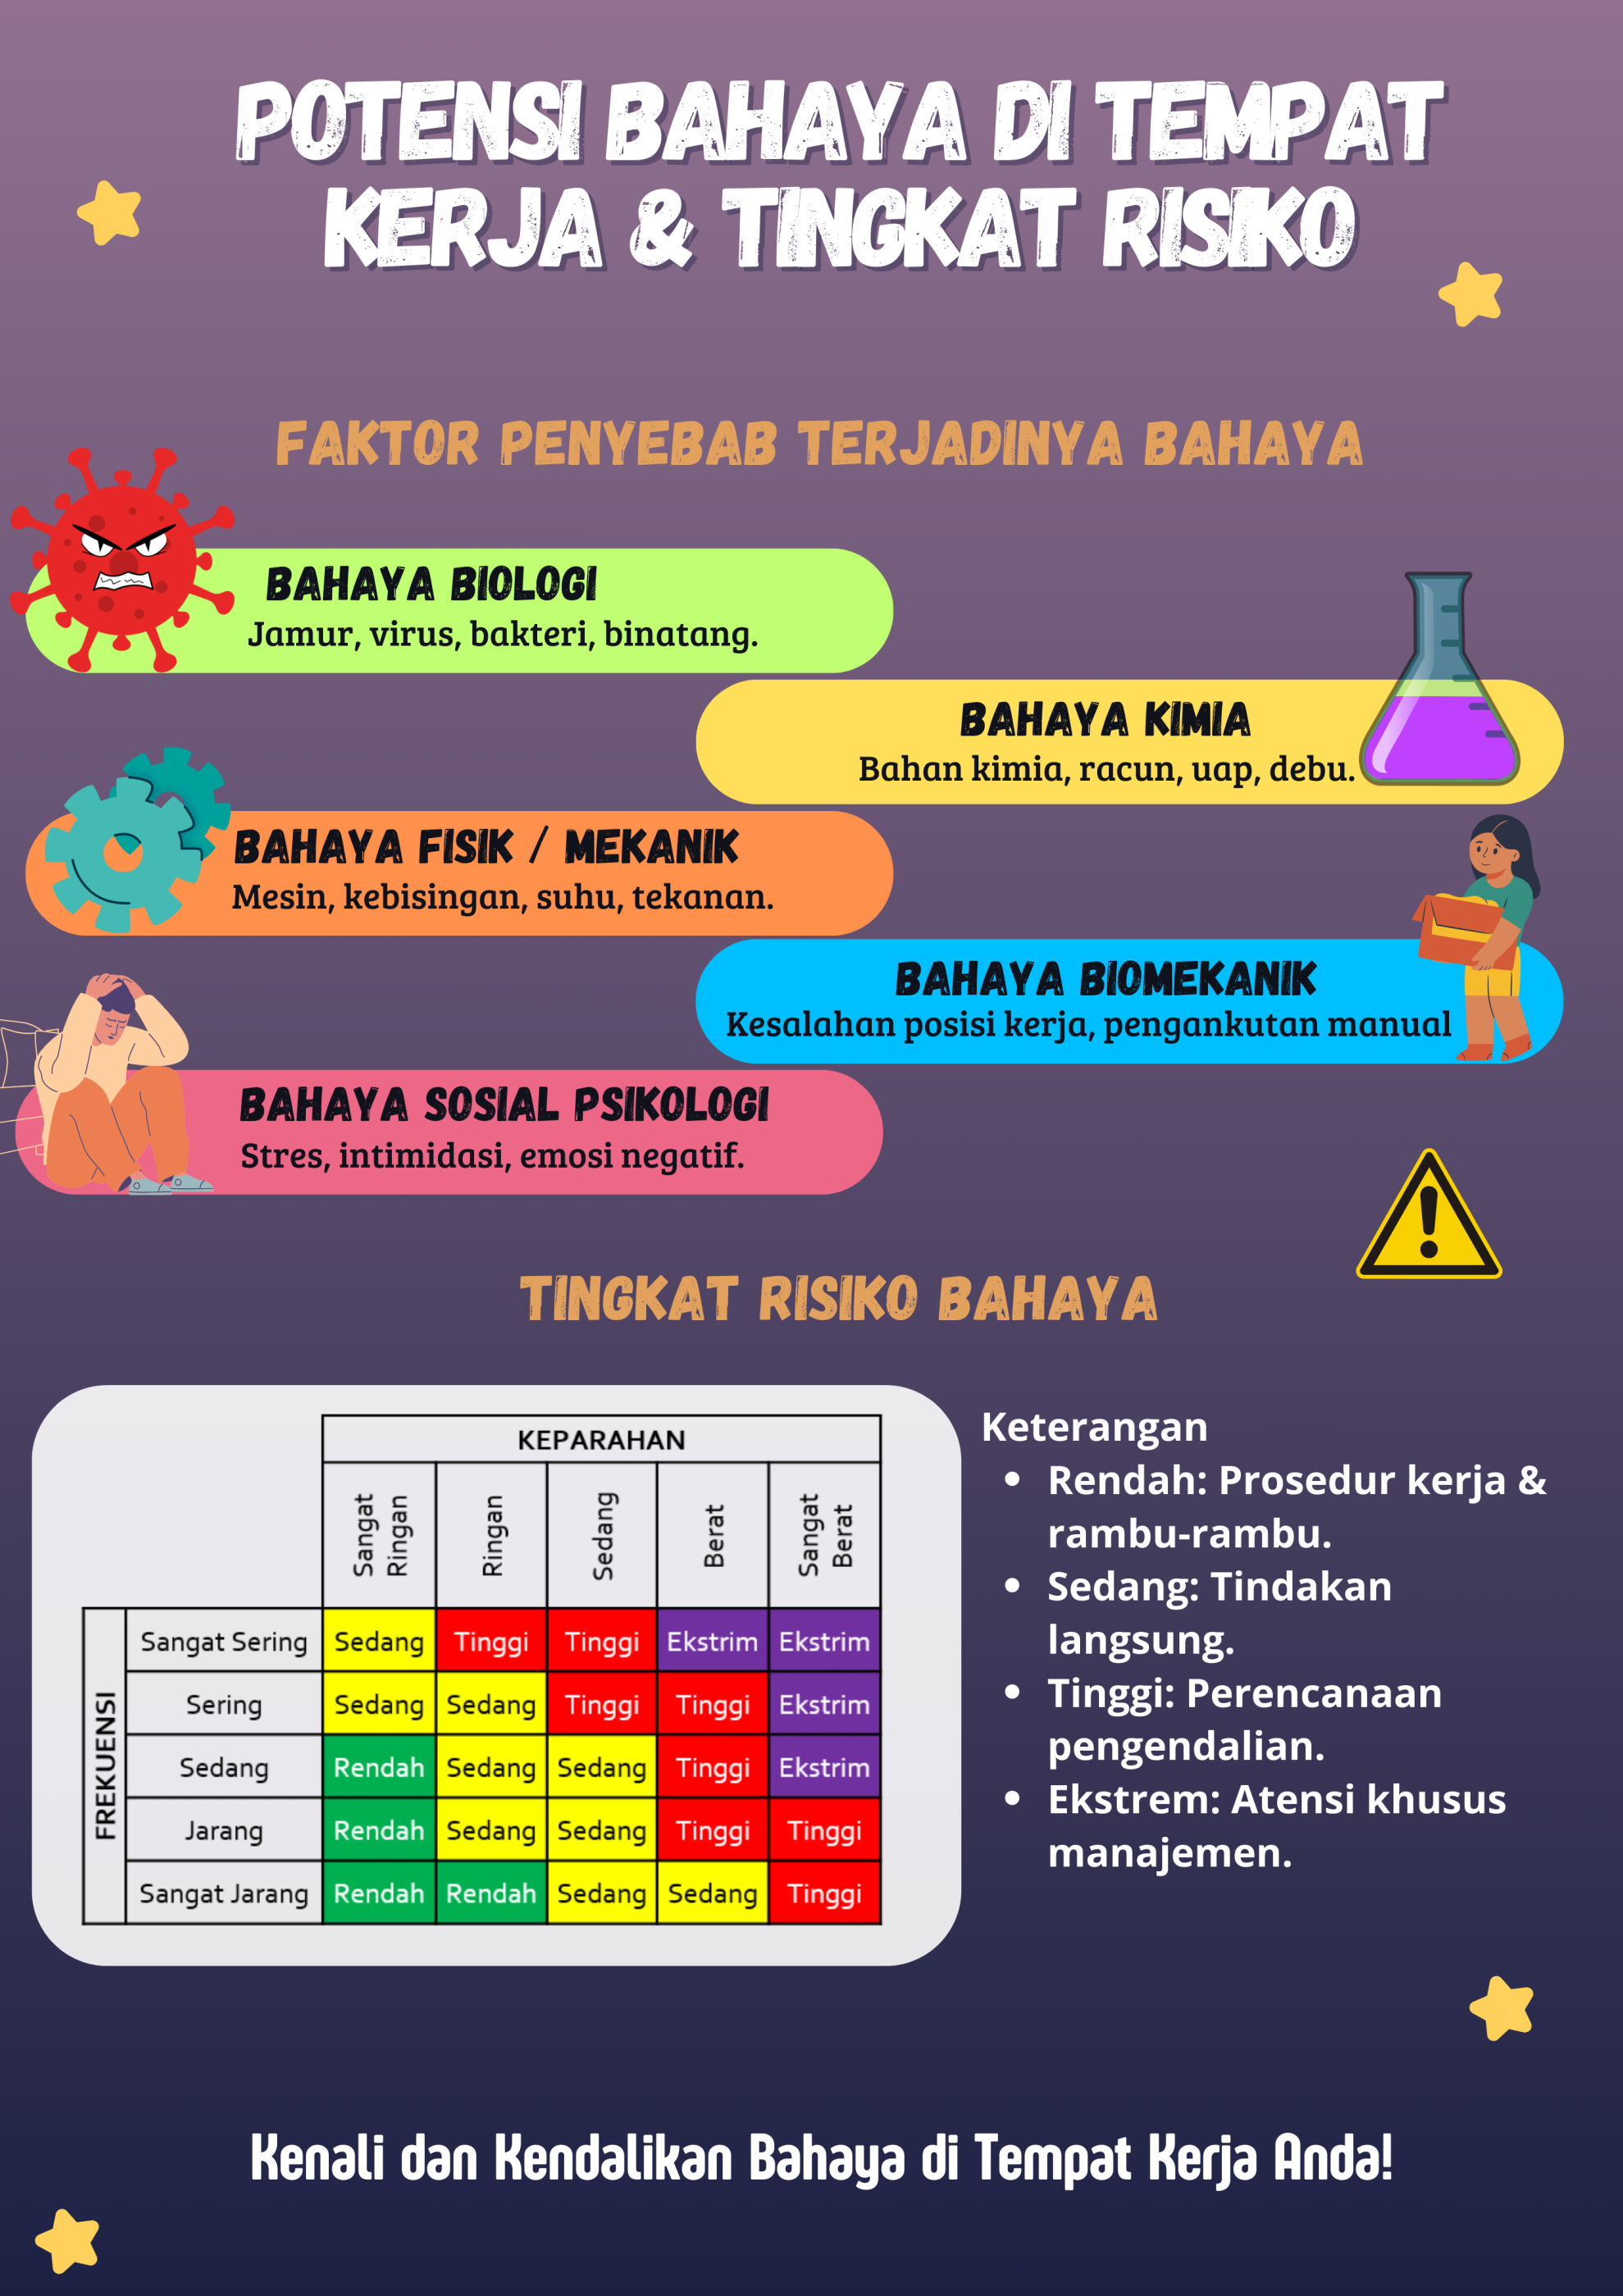 POTENSI BAHAYA DI TEMPAT
KERJA & TINGKAT RISIKO
FAKTOR PENYEBAB TERJADINYA BAHAYA
BAHAYA BIOLOGI
Jamur, virus, bakteri, binatang.
BAHAYA KIMIA
Bahan kimia, racun, uap, debu.
BAHAYA FISIK / MEKANIK
Mesin, kebisingan, suhu, tekanan.
BAHAYA BIOMEKANIK
Kesalahan posisi kerja, pengankutan manual
BAHAYA SOSIAL PSIKOLOGI
Stres, intimidasi, emosi negatif.
TINGKAT RISIKO BAHAYA
KEPARAHAN
Sangat Ringan
Ringan
Sedang
Berat
Sangat Berat
FREKUENSI
Sangat Sering Sedang Tinggi Tinggi Ekstrim Ekstrim
Sering Sedang Sedang Tinggi Tinggi Ekstrim
Sedang Rendah Sedang Sedang Tinggi Ekstrim
Jarang Rendah Sedang Sedang Tinggi Tinggi
Sangat Jarang Rendah Rendah Sedang Sedang Tinggi
Keterangan
• Rendah: Prosedur kerja &
rambu-rambu.
• Sedang: Tindakan
langsung.
• Tinggi: Perencanaan
pengendalian.
• Ekstrem: Atensi khusus
manajemen.
Kenali dan Kendalikan Bahaya di Tempat Kerja Anda!